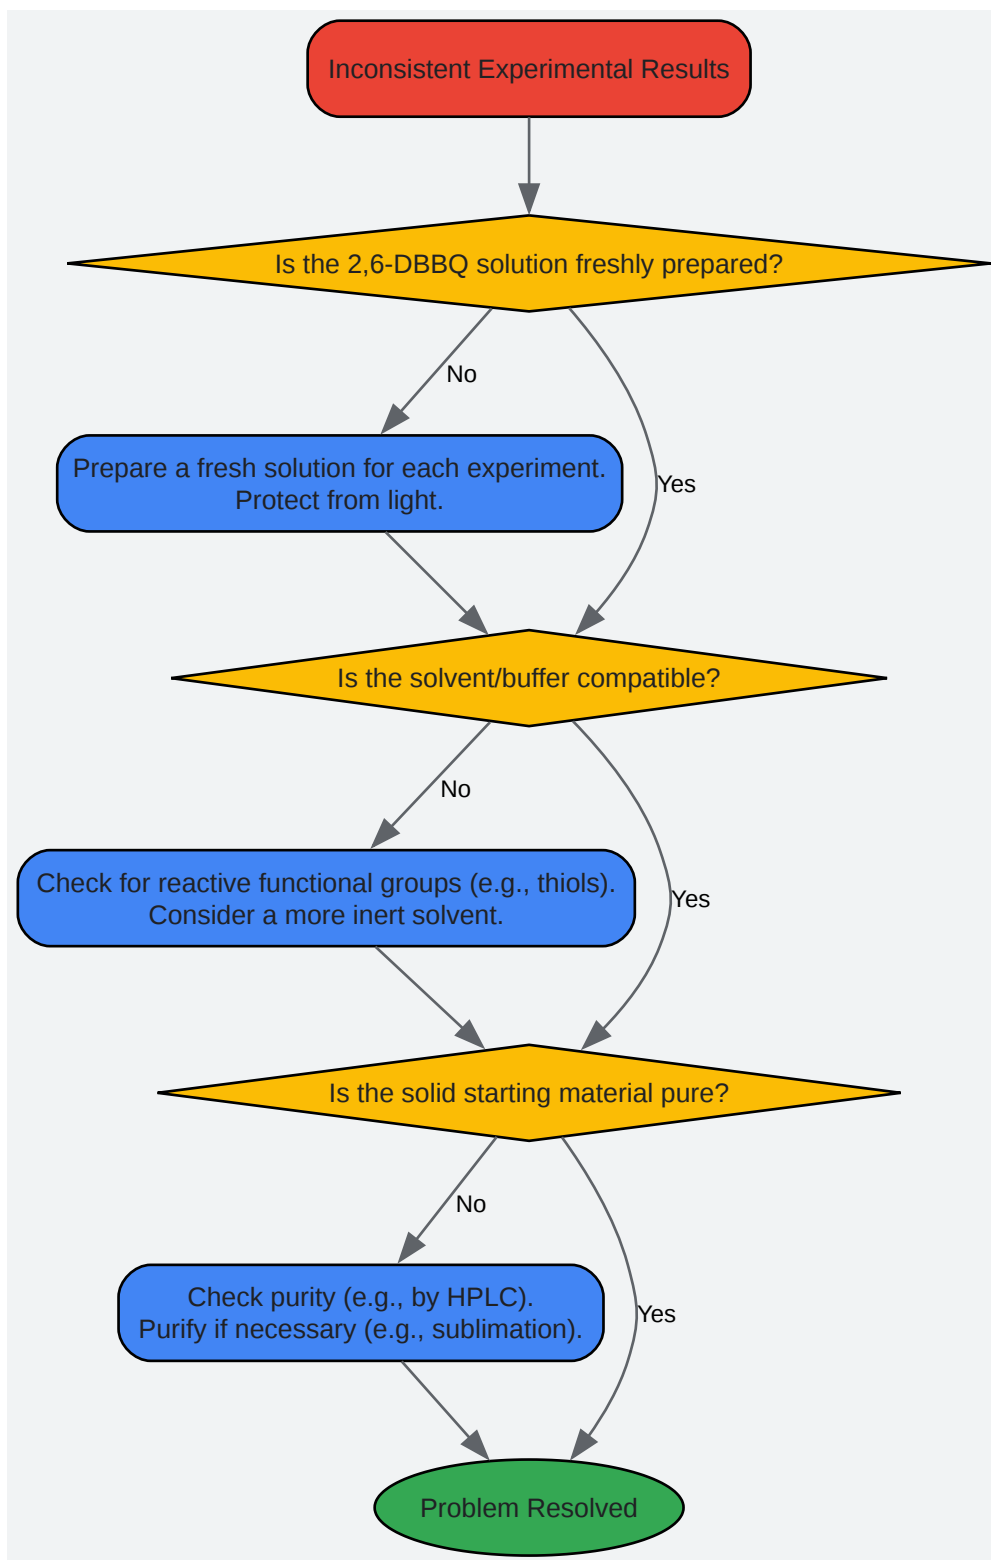 Inconsistent Experimental Results
Is the 2,6-DBBQ solution freshly prepared?
No
Prepare a fresh solution for each experiment.
Protect from light.
Yes
Is the solvent/buffer compatible?
No
Check for reactive functional groups (e.g., thiols).
Consider a more inert solvent.
Yes
Is the solid starting material pure?
No
Check purity (e.g., by HPLC).
Purify if necessary (e.g., sublimation).
Yes
Problem Resolved